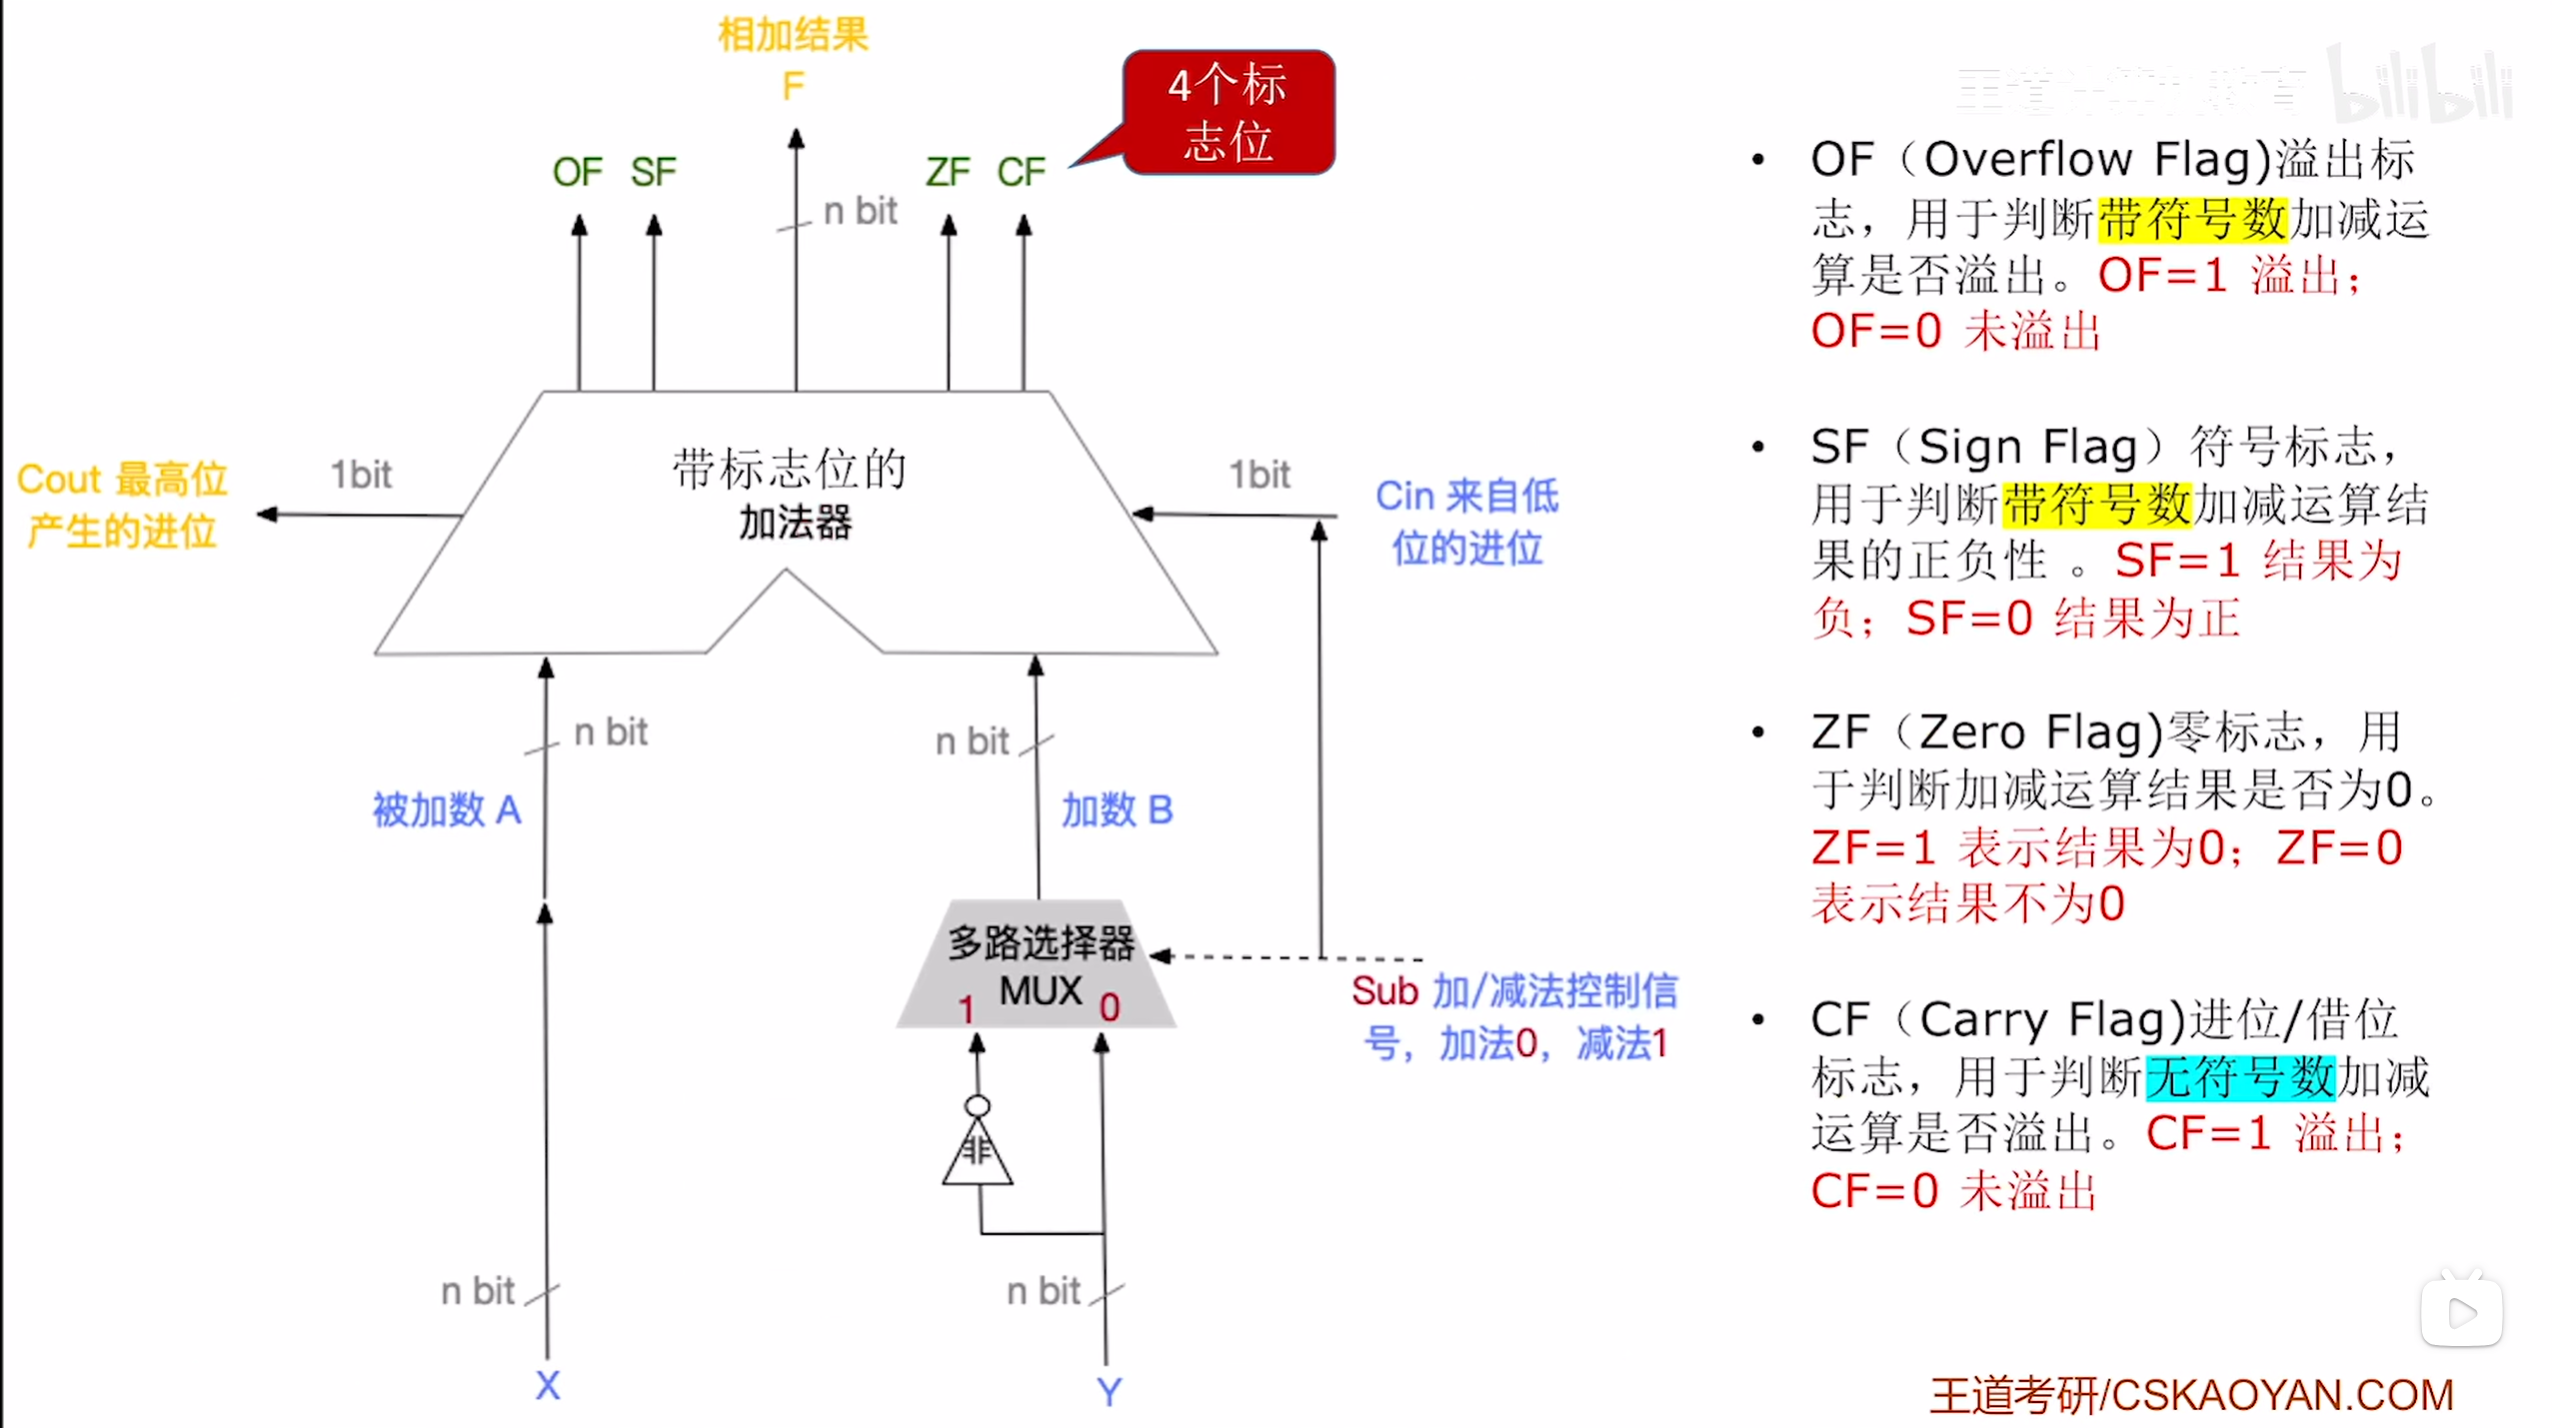 相加结果
F
4个标
志位
OF SF ZF CF
n bit
Cout 最高位
产生的进位
1bit
带标志位的
加法器
1bit
Cin 来自低
位的进位
n bit
n bit
被加数 A
加数 B
多路选择器
MUX
1 0
Sub 加/减法控制信
号，加法0，减法1
非
n bit
n bit
X
Y
bilibili
• OF（Overflow Flag)溢出标
志，用于判断带符号数加减运
算是否溢出。OF=1 溢出；
OF=0 未溢出
• SF（Sign Flag）符号标志，
用于判断带符号数加减运算结
果的正负性 。SF=1 结果为
负；SF=0 结果为正
• ZF（Zero Flag)零标志，用
于判断加减运算结果是否为0。
ZF=1 表示结果为0；ZF=0
表示结果不为0
• CF（Carry Flag)进位/借位
标志，用于判断无符号数加减
运算是否溢出。CF=1 溢出；
CF=0 未溢出
王道考研/CSKAOYAN.COM